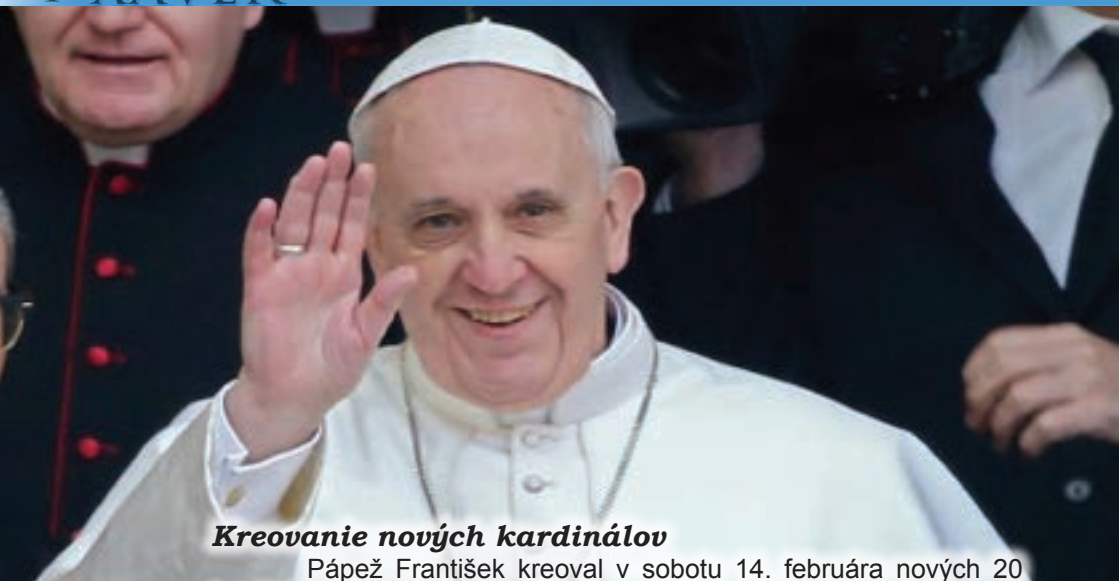 Kreovanie nových kardinálov
Pápež František kreoval v sobotu 14. februára nových 20